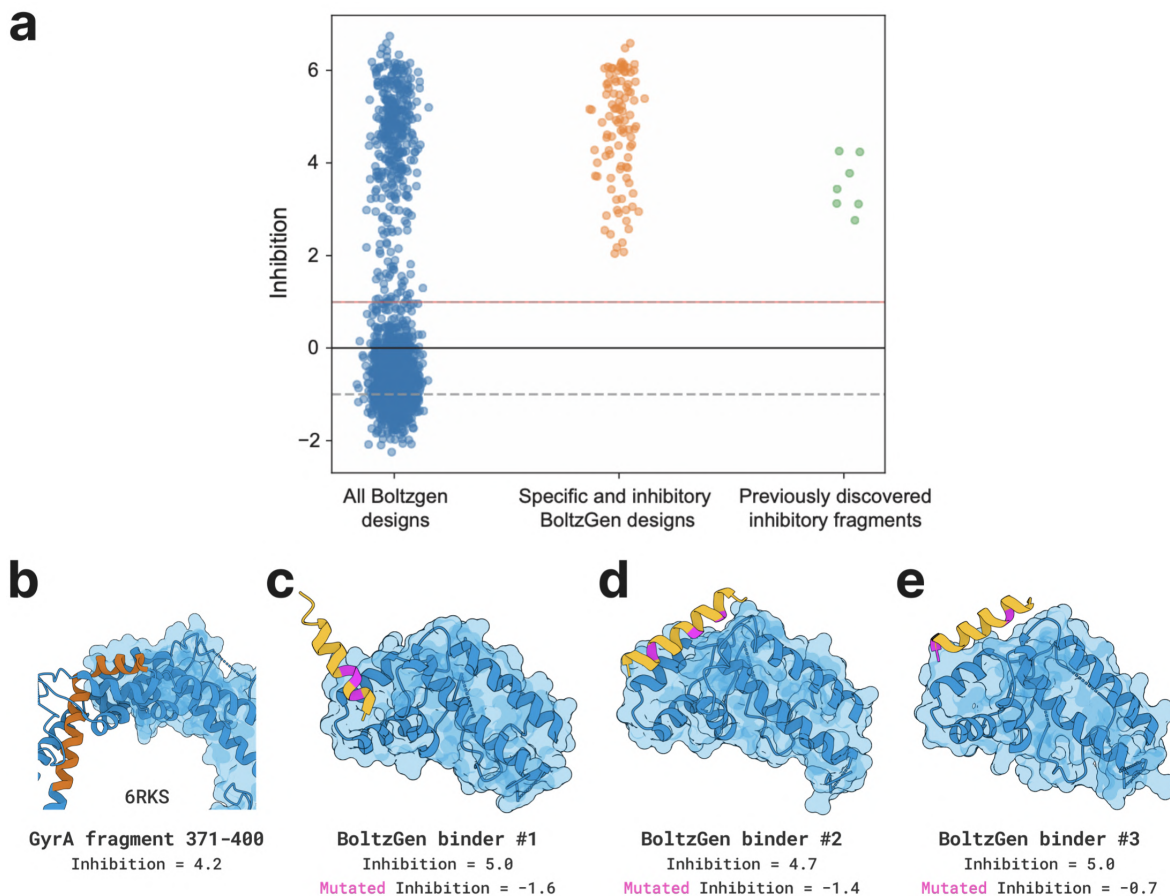 a
Inhibition
6
4
2
0
−2
All Boltzgen
designs
Specific and inhibitory
BoltzGen designs
Previously discovered
inhibitory fragments
b
6RKS
GyrA fragment 371-400
Inhibition = 4.2
c
BoltzGen binder #1
Inhibition = 5.0
Mutated Inhibition = -1.6
d
BoltzGen binder #2
Inhibition = 4.7
Mutated Inhibition = -1.4
e
BoltzGen binder #3
Inhibition = 5.0
Mutated Inhibition = -0.7